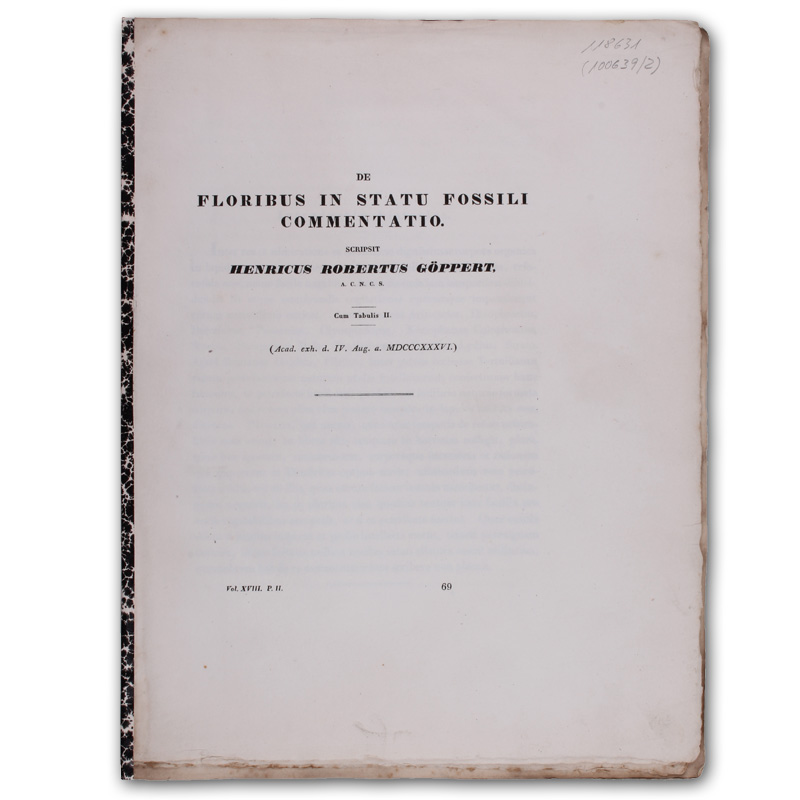 118631
(100639/2)
DE
FLORIBUS IN STATU FOSSILI
COMMENTATIO.
SCRIPSIT
HENRICUS ROBERTUS GÖPPERT,
A. C. N. C. S.
Cum Tabulis II.
(Acad. exh. d. IV. Aug. a. MDCCCXXXVI.)
Vol. XVIII. P. II. 69